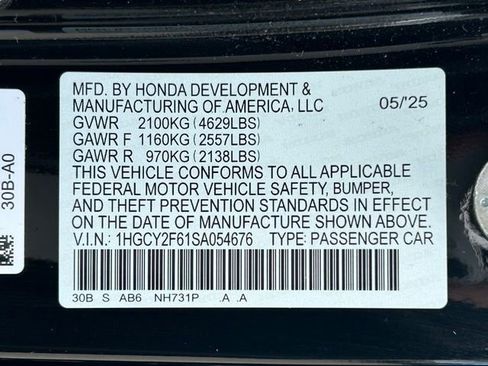 MFD. BY HONDA DEVELOPMENT &
MANUFACTURING OF AMERICA, LLC 05/'25
GVWR 2100KG (4629LBS)
GAWR F 1160KG (2557LBS)
GAWR R 970KG (2138LBS)
THIS VEHICLE CONFORMS TO ALL APPLICABLE
FEDERAL MOTOR VEHICLE SAFETY, BUMPER,
AND THEFT PREVENTION STANDARDS IN EFFECT
ON THE DATE OF MANUFACTURE SHOWN ABOVE.
V.I.N.: 1HGCY2F61SA054676 TYPE: PASSENGER CAR
30B S AB6 NH731P .A .A
30B-A0